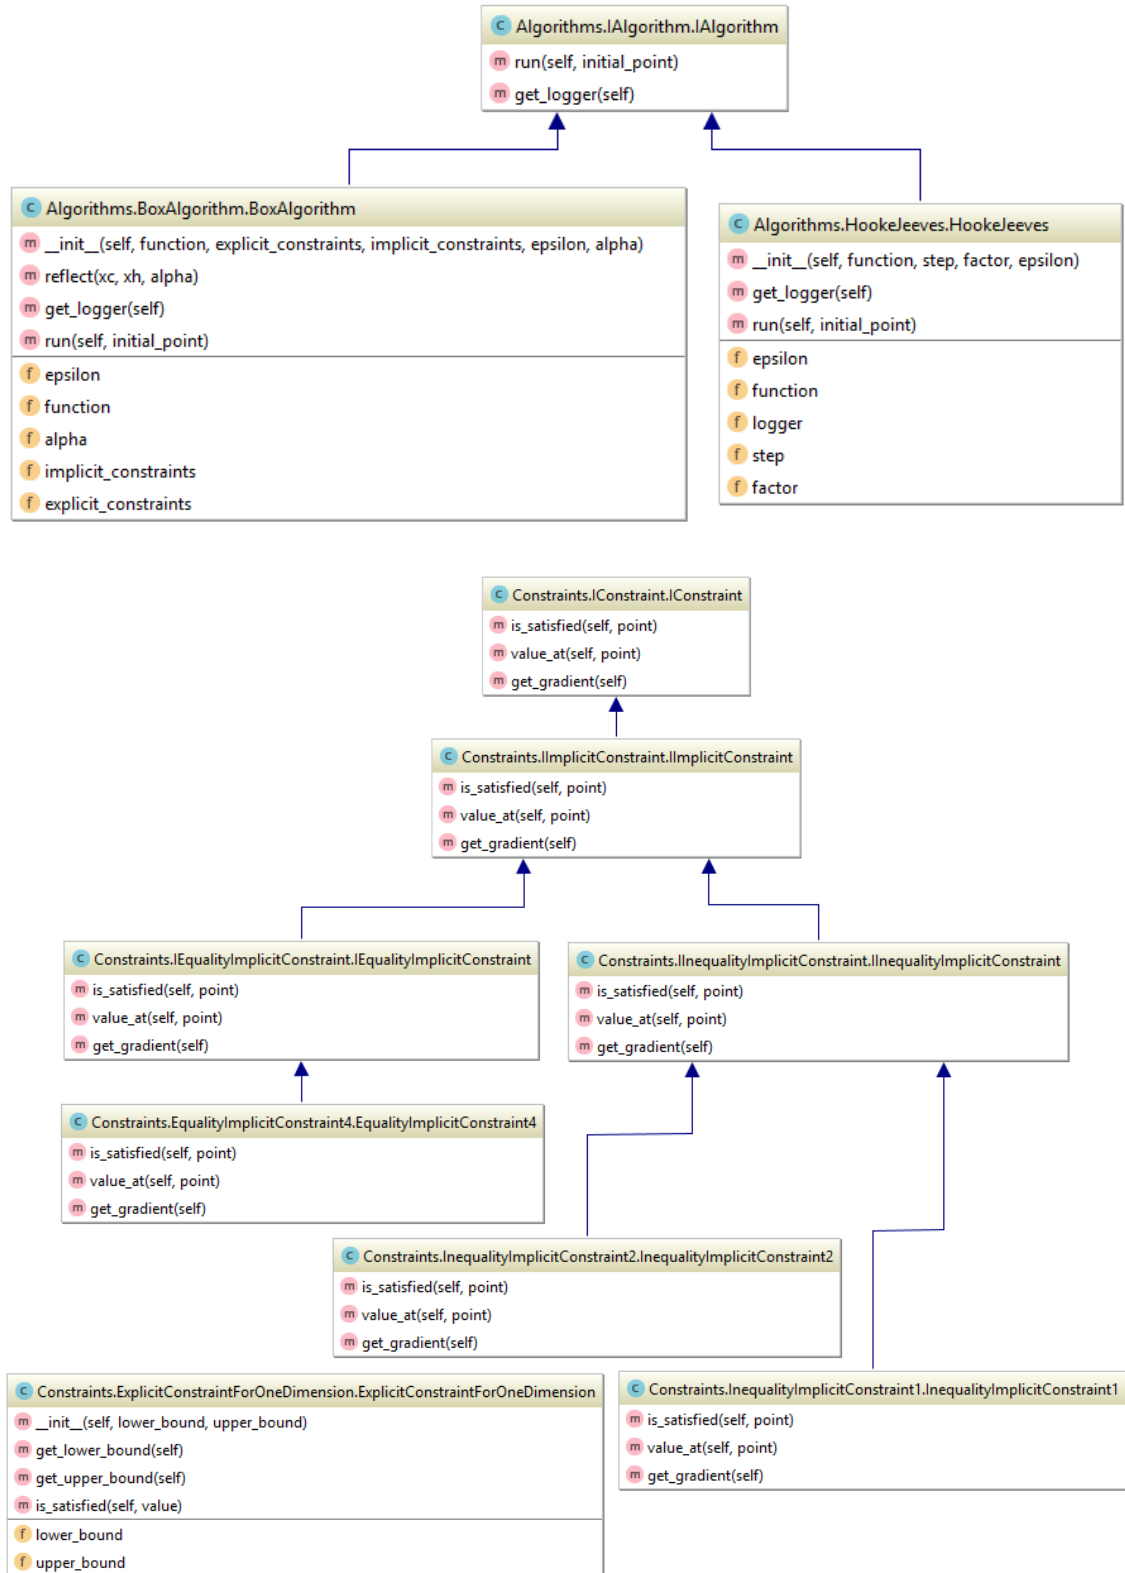 C Algorithms.IAlgorithm.IAlgorithm
m run(self, initial_point)
m get_logger(self)
C Algorithms.BoxAlgorithm.BoxAlgorithm
m __init__(self, function, explicit_constraints, implicit_constraints, epsilon, alpha)
m reflect(xc, xh, alpha)
m get_logger(self)
m run(self, initial_point)
f epsilon
f function
f alpha
f implicit_constraints
f explicit_constraints
C Algorithms.HookeJeeves.HookeJeeves
m __init__(self, function, step, factor, epsilon)
m get_logger(self)
m run(self, initial_point)
f epsilon
f function
f logger
f step
f factor
C Constraints.IConstraint.IConstraint
m is_satisfied(self, point)
m value_at(self, point)
m get_gradient(self)
C Constraints.IImplicitConstraint.IImplicitConstraint
m is_satisfied(self, point)
m value_at(self, point)
m get_gradient(self)
C Constraints.IEqualityImplicitConstraint.IEqualityImplicitConstraint
m is_satisfied(self, point)
m value_at(self, point)
m get_gradient(self)
C Constraints.IInequalityImplicitConstraint.IInequalityImplicitConstraint
m is_satisfied(self, point)
m value_at(self, point)
m get_gradient(self)
C Constraints.EqualityImplicitConstraint4.EqualityImplicitConstraint4
m is_satisfied(self, point)
m value_at(self, point)
m get_gradient(self)
C Constraints.InequalityImplicitConstraint2.InequalityImplicitConstraint2
m is_satisfied(self, point)
m value_at(self, point)
m get_gradient(self)
C Constraints.ExplicitConstraintForOneDimension.ExplicitConstraintForOneDimension
m __init__(self, lower_bound, upper_bound)
m get_lower_bound(self)
m get_upper_bound(self)
m is_satisfied(self, value)
f lower_bound
f upper_bound
C Constraints.InequalityImplicitConstraint1.InequalityImplicitConstraint1
m is_satisfied(self, point)
m value_at(self, point)
m get_gradient(self)